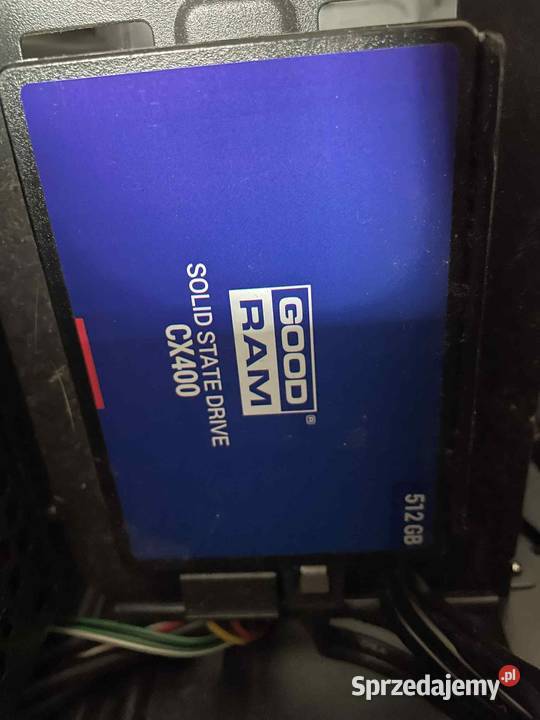 GOOD
RAM®
SOLID STATE DRIVE
CX400
512 GB
Sprzedajemy.pl